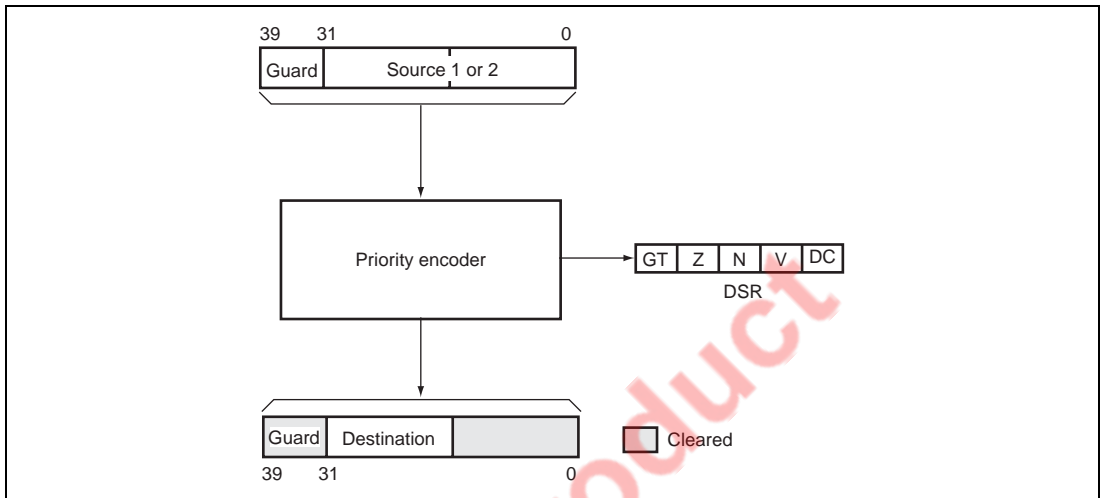 39 31 0
Guard Source 1 or 2
Priority encoder
GT Z N V DC
DSR
Guard Destination
Cleared
39 31 0
oduct